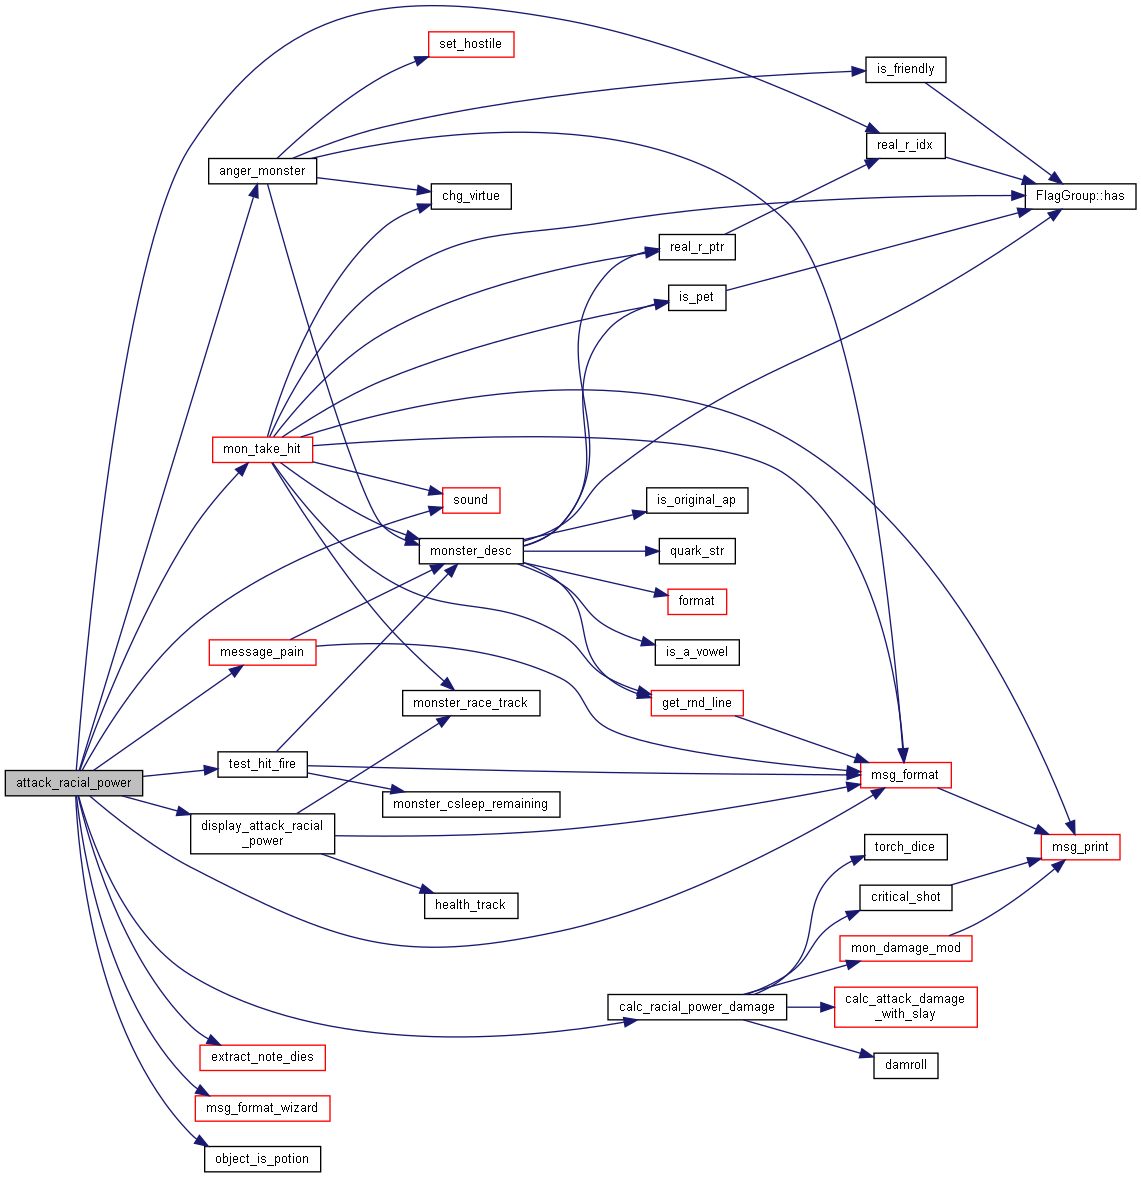 set_hostile
is_friendly
real_r_idx
anger_monster
chg_virtue
FlagGroup::has
real_r_ptr
is_pet
mon_take_hit
sound
is_original_ap
monster_desc
quark_str
format
message_pain
is_a_vowel
monster_race_track
get_rnd_line
test_hit_fire
attack_racial_power
msg_format
monster_csleep_remaining
display_attack_racial
_power
torch_dice
msg_print
health_track
critical_shot
mon_damage_mod
calc_racial_power_damage
calc_attack_damage
_with_slay
extract_note_dies
damroll
msg_format_wizard
object_is_potion